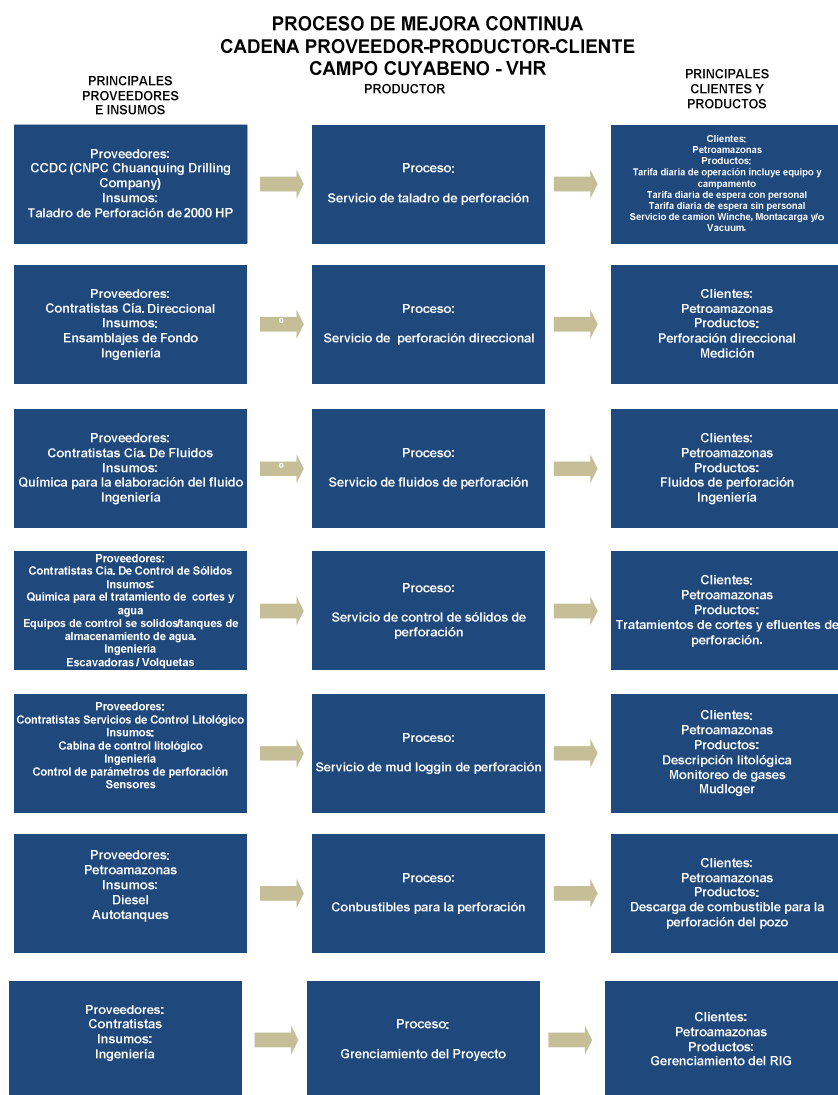 PROCESO DE MEJORA CONTINUA
CADENA PROVEEDOR-PRODUCTOR-CLIENTE
CAMPO CUYABENO - VHR
PRINCIPALES
PROVEEDORES
E INSUMOS
PRODUCTOR
PRINCIPALES
CLIENTES Y
PRODUCTOS
Proveedores:
CCDC (CNPC Chuanquing Drilling
Company)
Insumos:
Taladro de Perforación de 2000 HP
Proceso:
Servicio de taladro de perforación
Clientes:
Petroamazonas
Productos:
Tarifa diaria de operación incluye equipo y
campamento
Tarifa diaria de espera con personal
Tarifa diaria de espera sin personal
Servicio de camion Winche, Montacarga y/o
Vacuum.
Proveedores:
Contratistas Cía. Direccional
Insumos:
Ensamblajes de Fondo
Ingeniería
Proceso:
Servicio de perforación direccional
Clientes:
Petroamazonas
Productos:
Perforación direccional
Medición
Proveedores:
Contratistas Cía. De Fluidos
Insumos:
Química para la elaboración del fluido
Ingeniería
Proceso:
Servicio de fluidos de perforación
Clientes:
Petroamazonas
Productos:
Fluidos de perforación
Ingeniería
Proveedores:
Contratistas Cía. De Control de Sólidos
Insumos:
Química para el tratamiento de cortes y
agua
Equipos de control se solidos/tanques de
almacenamiento de agua.
Ingeniería
Escavadoras / Volquetas
Proceso:
Servicio de control de sólidos de
perforación
Clientes:
Petroamazonas
Productos:
Tratamientos de cortes y efluentes de
perforación.
Proveedores:
Contratistas Servicios de Control Litológico
Insumos:
Cabina de control litológico
Ingeniería
Control de parámetros de perforación
Sensores
Proceso:
Servicio de mud loggin de perforación
Clientes:
Petroamazonas
Productos:
Descripción litológica
Monitoreo de gases
Mudloger
Proveedores:
Petroamazonas
Insumos:
Diesel
Autotanques
Proceso:
Conbustibles para la perforación
Clientes:
Petroamazonas
Productos:
Descarga de combustible para la
perforación del pozo
Proveedores:
Contratistas
Insumos:
Ingeniería
Proceso:
Grenciamiento del Proyecto
Clientes:
Petroamazonas
Productos:
Gerenciamiento del RIG